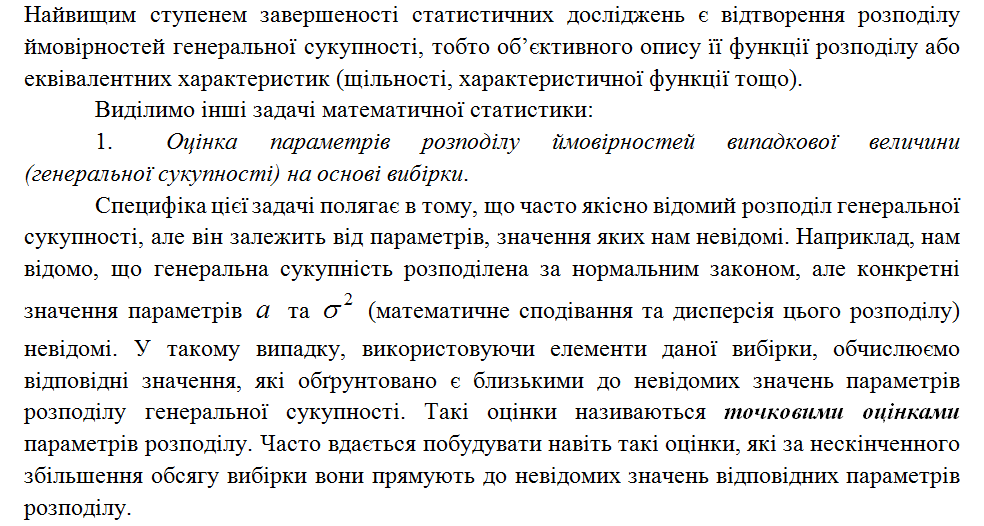 Найвищим ступенем завершеності статистичних досліджень є відтворення розподілу
ймовірностей генеральної сукупності, тобто об’єктивного опису її функції розподілу або
еквівалентних характеристик (щільності, характеристичної функції тощо).
Виділимо інші задачі математичної статистики:
1. Оцінка параметрів розподілу ймовірностей випадкової величини
(генеральної сукупності) на основі вибірки.
Специфіка цієї задачі полягає в тому, що часто якісно відомий розподіл генеральної
сукупності, але він залежить від параметрів, значення яких нам невідомі. Наприклад, нам
відомо, що генеральна сукупність розподілена за нормальним законом, але конкретні
значення параметрів a та σ² (математичне сподівання та дисперсія цього розподілу)
невідомі. У такому випадку, використовуючи елементи даної вибірки, обчислюємо
відповідні значення, які обґрунтовано є близькими до невідомих значень параметрів
розподілу генеральної сукупності. Такі оцінки називаються точковими оцінками
параметрів розподілу. Часто вдається побудувати навіть такі оцінки, які за нескінченного
збільшення обсягу вибірки вони прямують до невідомих значень відповідних параметрів
розподілу.